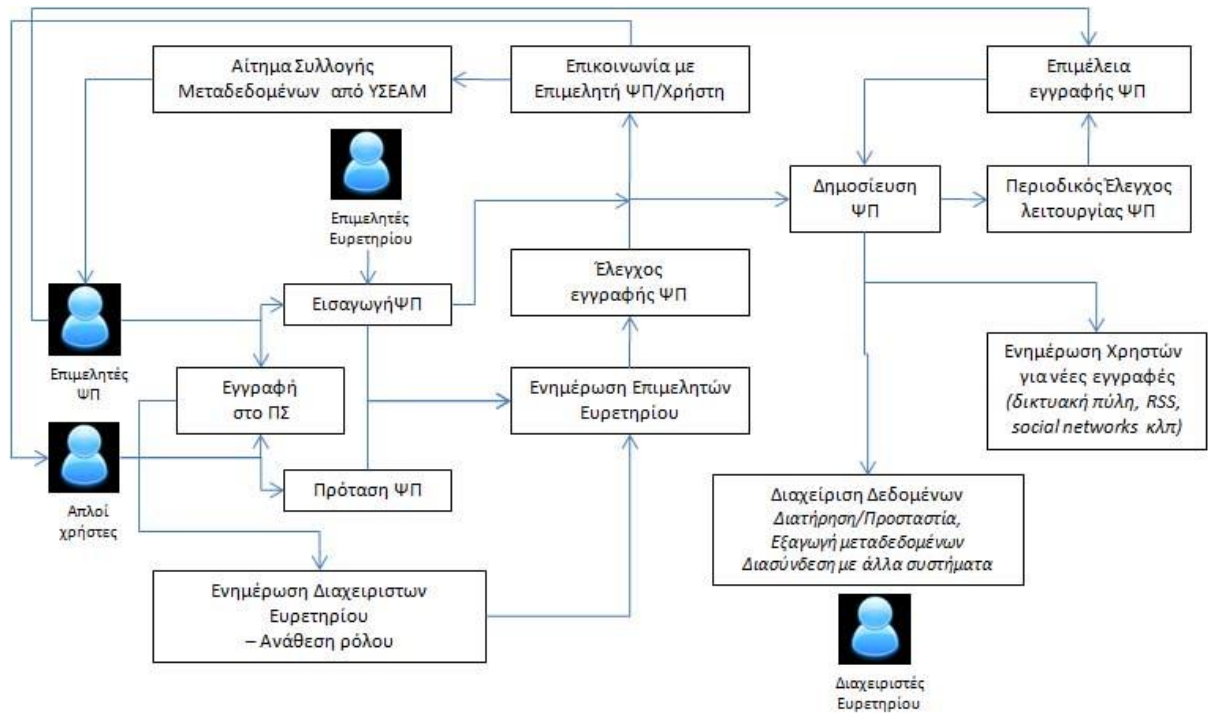 Αίτημα Συλλογής
Μεταδεδομένων από ΥΣΕΑΜ
Επικοινωνία με
Επιμελητή ΨΠ/Χρήστη
Επιμέλεια
εγγραφής ΨΠ
Επιμελητές
Ευρετηρίου
Δημοσίευση
ΨΠ
Περιοδικός Έλεγχος
λειτουργίας ΨΠ
Έλεγχος
εγγραφής ΨΠ
Εισαγωγή ΨΠ
Επιμελητές
ΨΠ
Εγγραφή
στο ΠΣ
Ενημέρωση Επιμελητών
Ευρετηρίου
Ενημέρωση Χρηστών
για νέες εγγραφές
(δικτυακή πύλη, RSS,
social networks κλπ)
Απλοί
χρήστες
Πρόταση ΨΠ
Διαχείριση Δεδομένων
Διατήρηση/Προσταστία,
Εξαγωγή μεταδεδομένων
Διασύνδεση με άλλα συστήματα
Ενημέρωση Διαχειριστων
Ευρετηρίου
– Ανάθεση ρόλου
Διαχειριστές
Ευρετηρίου